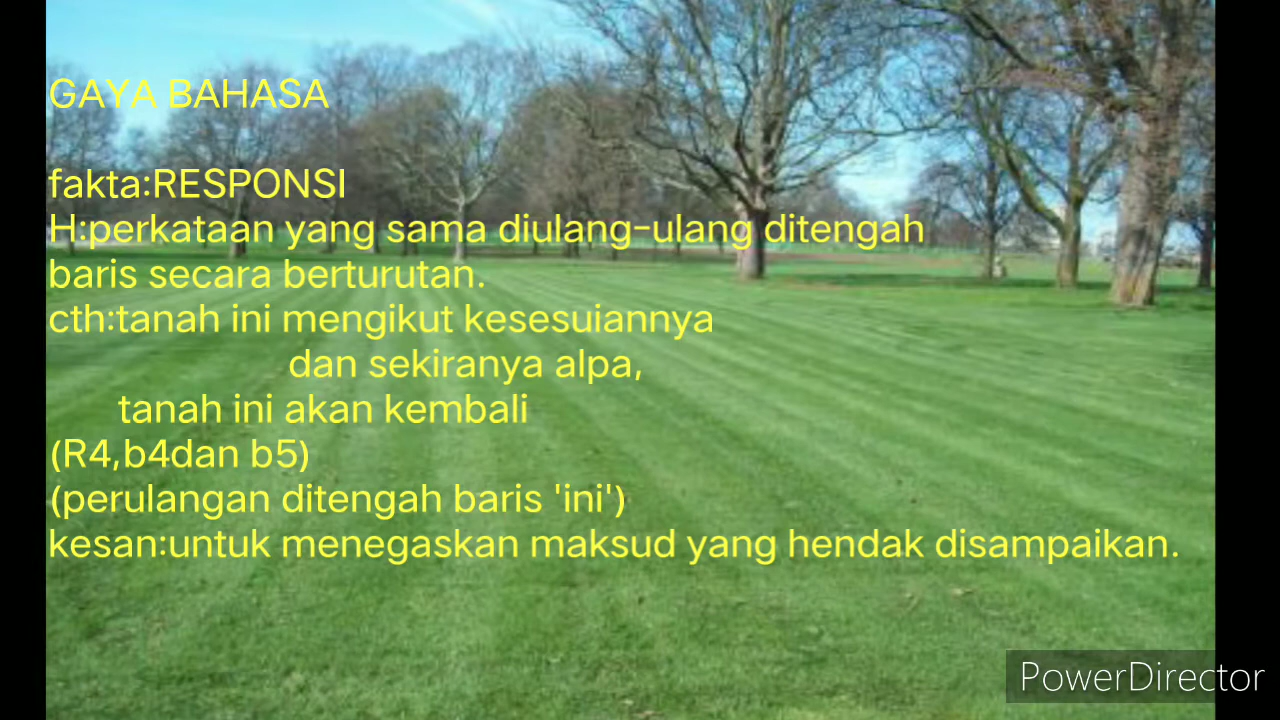 GAYA BAHASA
fakta:RESPONSI
H:perkataan yang sama diulang-ulang ditengah
baris secara berturutan.
cth:tanah ini mengikut kesesuiannya
dan sekiranya alpa,
tanah ini akan kembali
(R4,b4dan b5)
(perulangan ditengah baris 'ini')
kesan:untuk menegaskan maksud yang hendak disampaikan.
PowerDirector